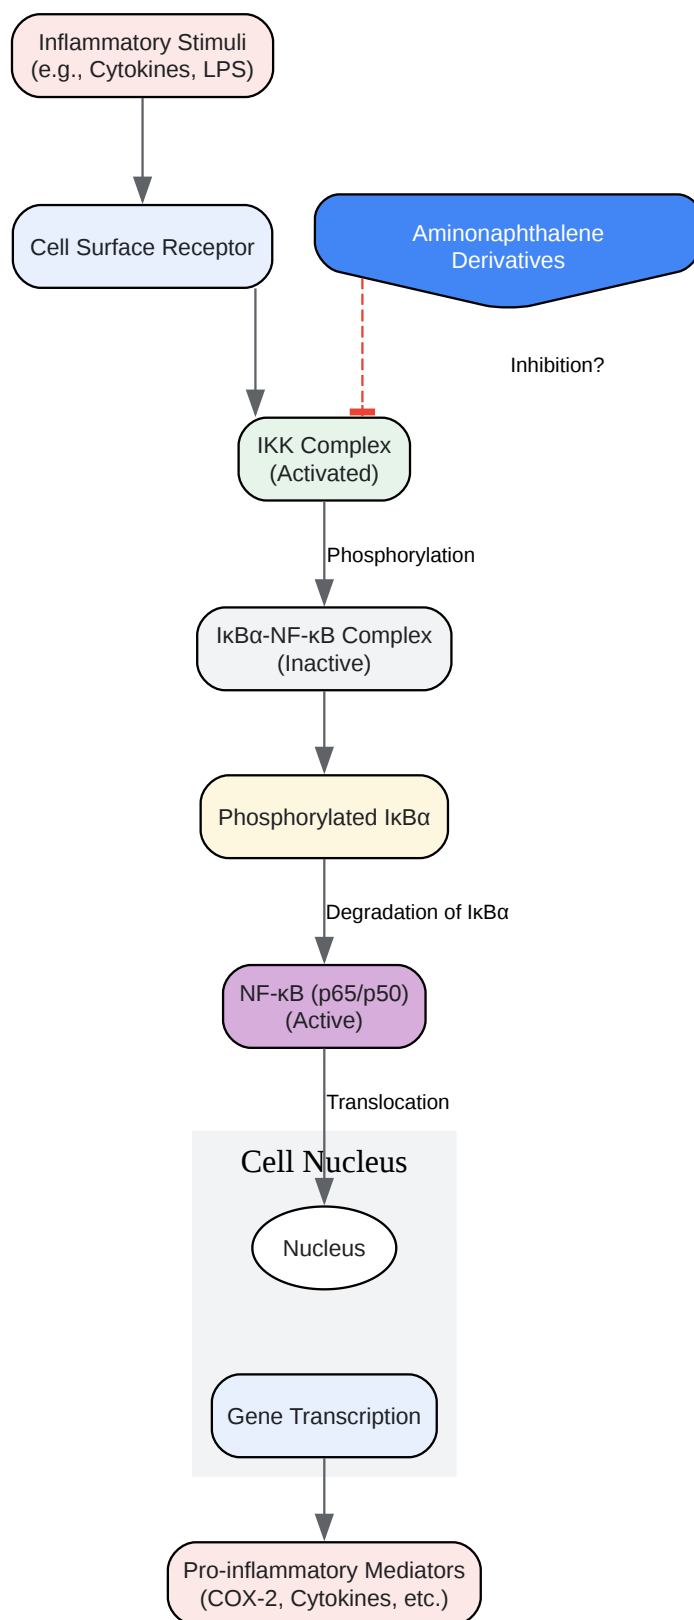 Inflammatory Stimuli
(e.g., Cytokines, LPS)
Cell Surface Receptor
Aminonaphthalene
Derivatives
Inhibition?
IKK Complex
(Activated)
Phosphorylation
IκBα-NF-κB Complex
(Inactive)
Phosphorylated IκBα
Degradation of IκBα
NF-κB (p65/p50)
(Active)
Translocation
Cell Nucleus
Nucleus
Gene Transcription
Pro-inflammatory Mediators
(COX-2, Cytokines, etc.)